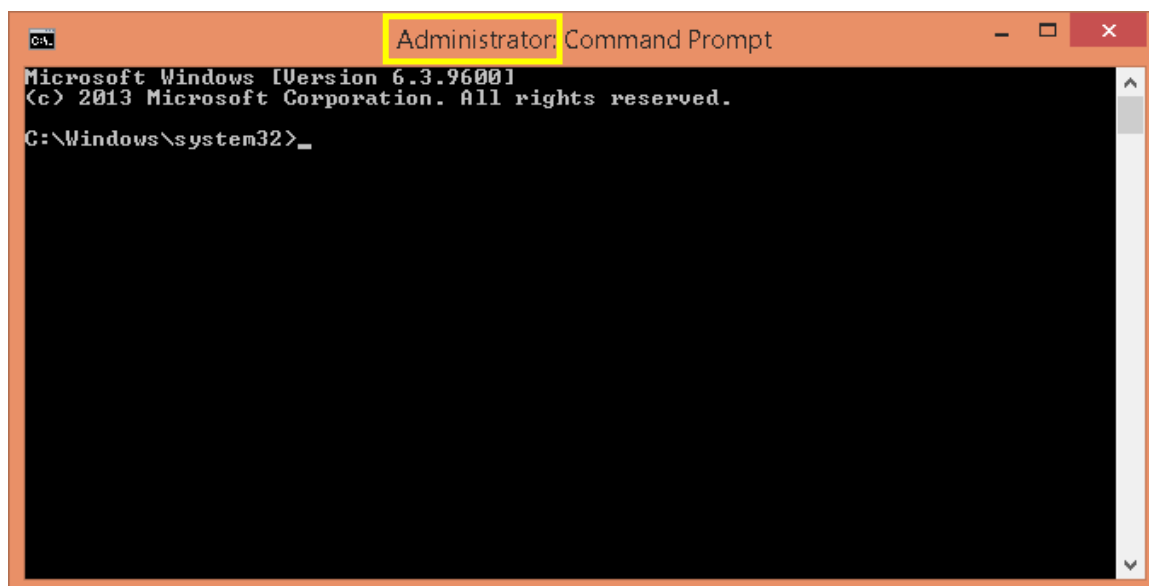 Administrator: Command Prompt
Microsoft Windows [Version 6.3.9600]
(c) 2013 Microsoft Corporation. All rights reserved.
C:\Windows\system32>_